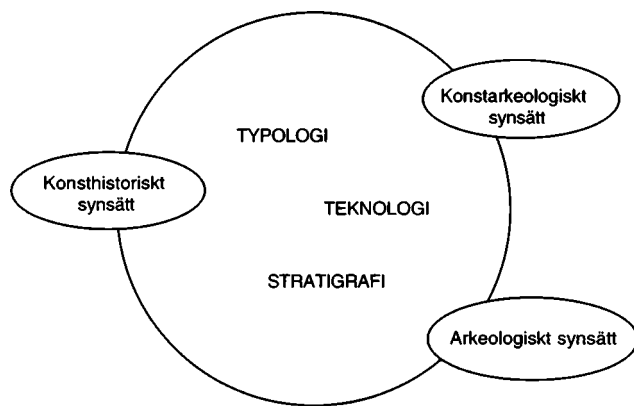 Konstarkeologiskt
synsätt
TYPOLOGI
Konsthistoriskt
synsätt
TEKNOLOGI
STRATIGRAFI
Arkeologiskt synsätt